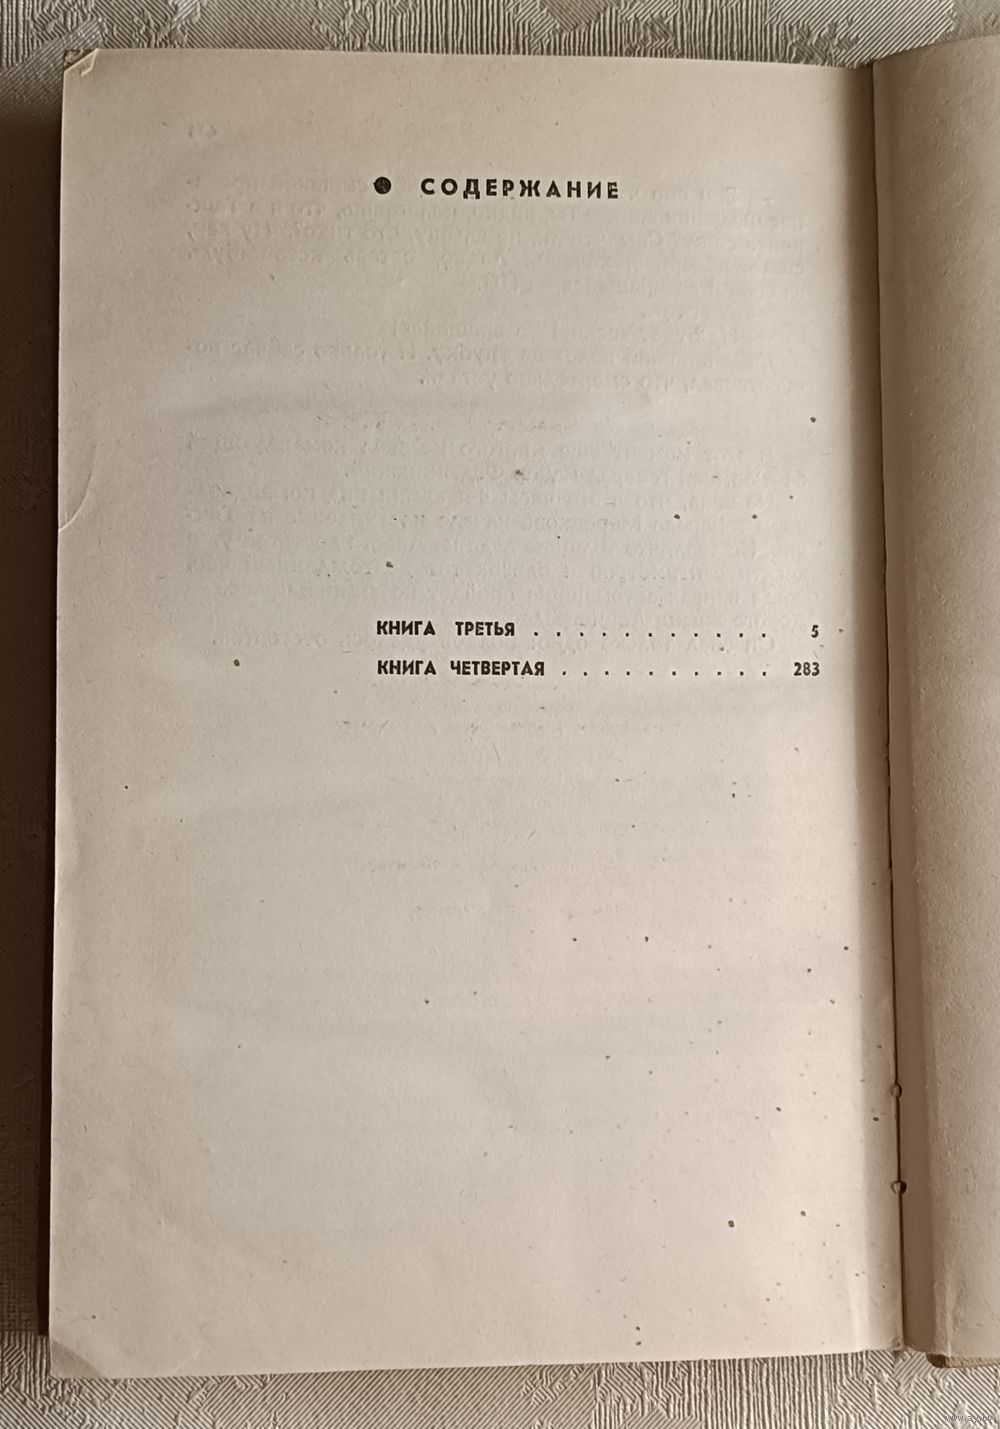 ● СОДЕРЖАНИЕ
КНИГА ТРЕТЬЯ . . . . . . . . . . . . 5
КНИГА ЧЕТВЕРТАЯ . . . . . . . . . . 283